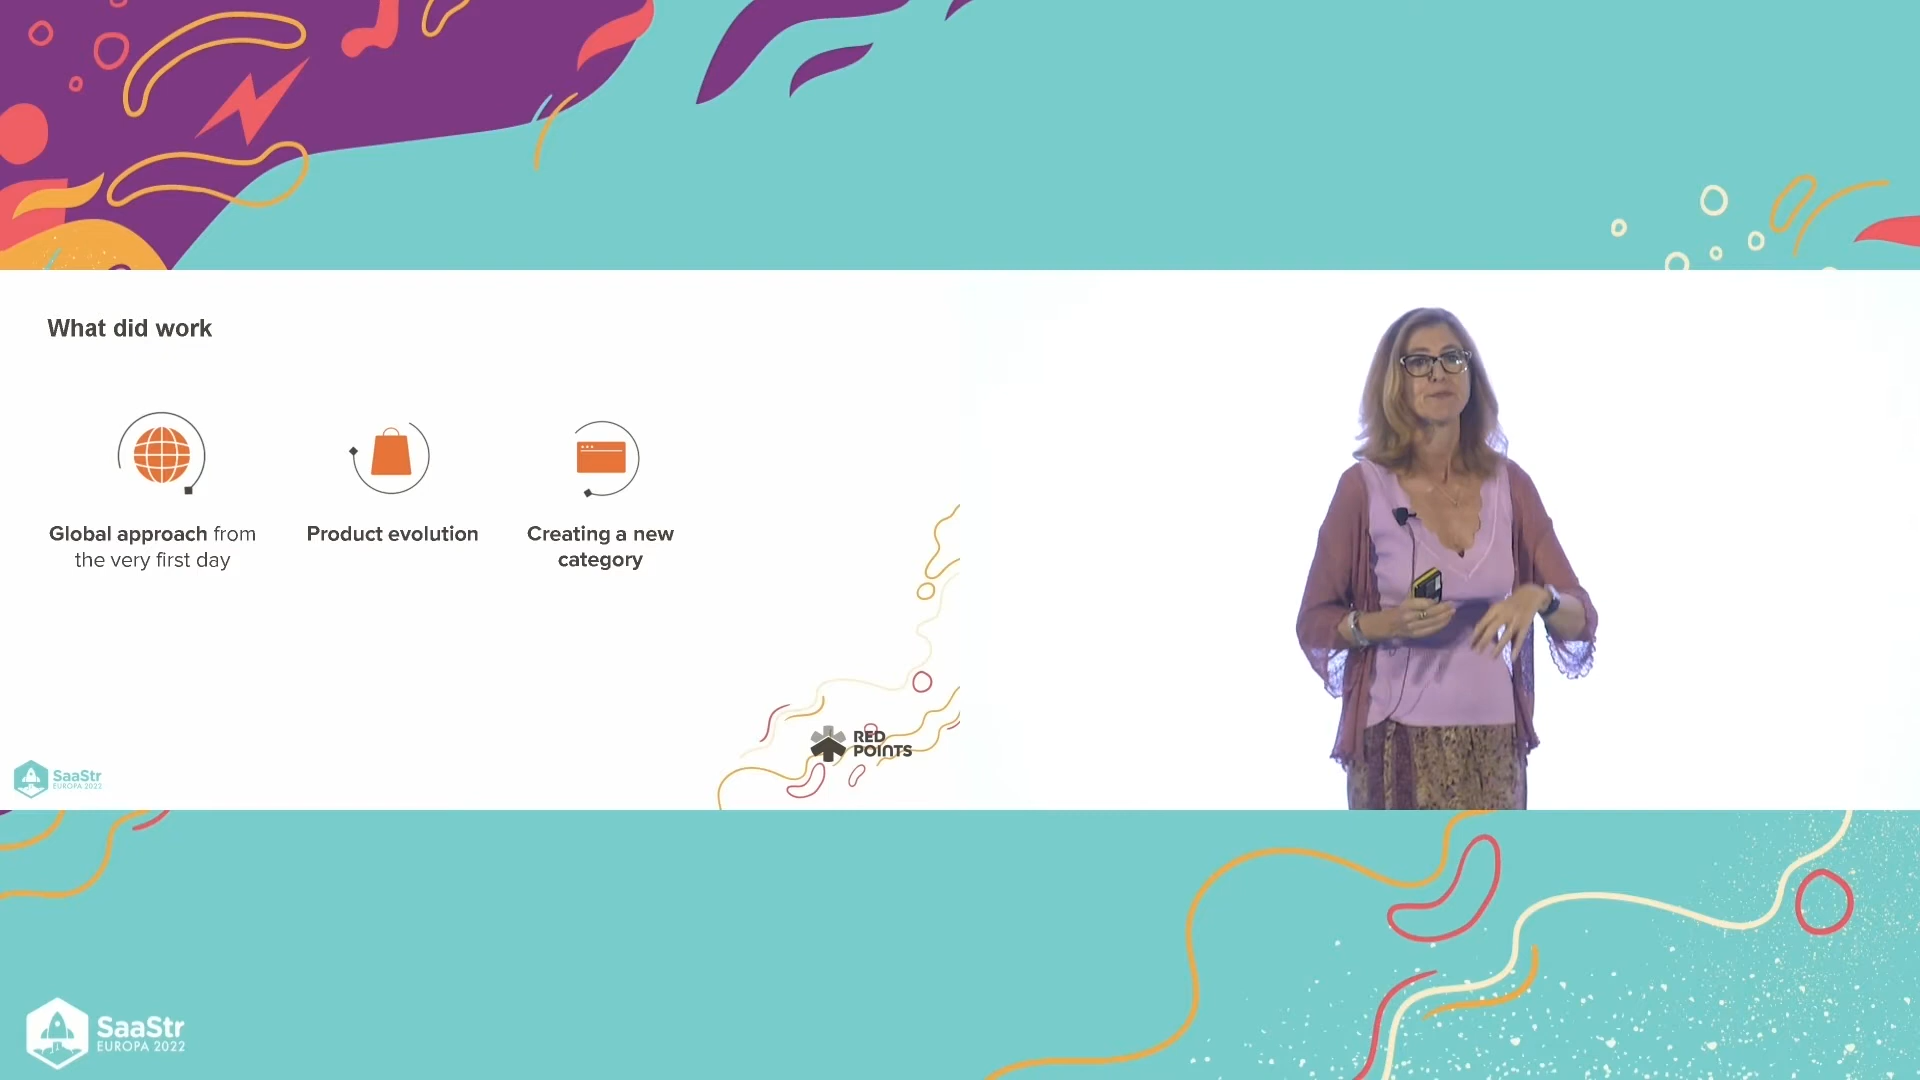 What did work
Global approach from
the very first day
Product evolution
Creating a new
category
RED
POINTS
SaaStr
EUROPA 2022
SaaStr
EUROPA 2022